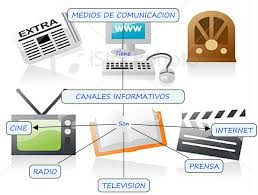 MEDIOS DE COMUNICACION
EXTRA
www
Tiene
CANALES INFORMATIVOS
CINE
Son
INTERNET
RADIO
PRENSA
TELEVISION